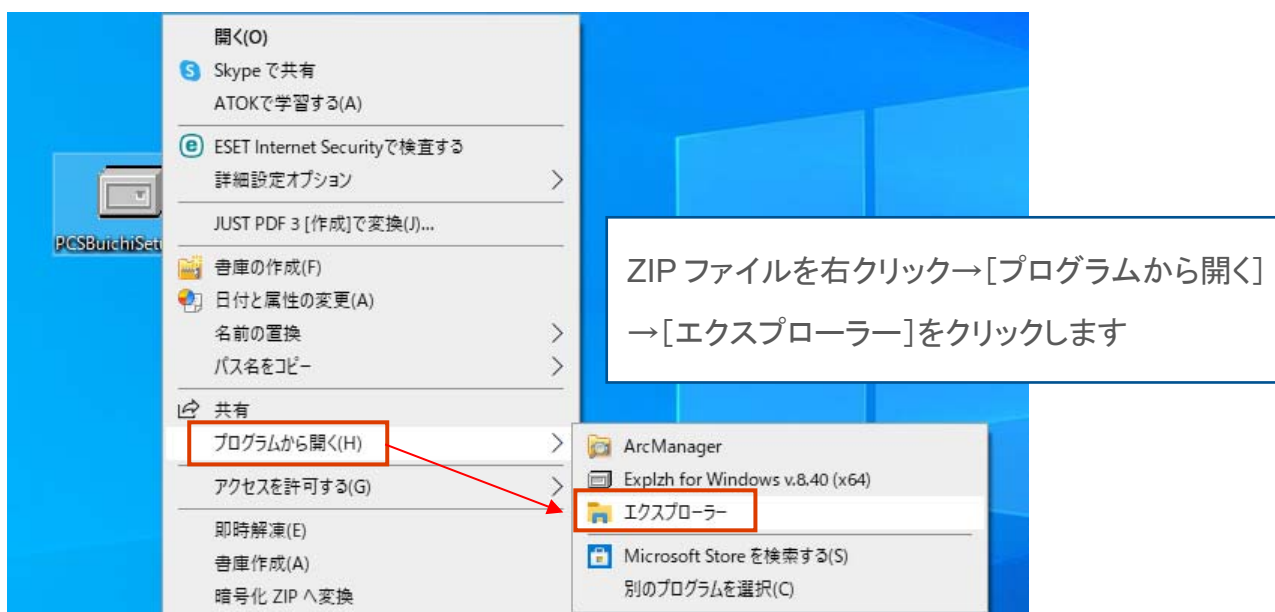 開く(O)
Skype で共有
ATOKで学習する(A)
ESET Internet Securityで検査する
詳細設定オプション
PCSBuichiSet
JUST PDF 3 [作成]で変換(J)...
書庫の作成(F)
日付と属性の変更(A)
名前の置換
パス名をコピー
共有
プログラムから開く(H)
アクセスを許可する(G)
即時解凍(E)
書庫作成(A)
暗号化 ZIP へ変換
ZIP ファイルを右クリック→[プログラムから開く]
→[エクスプローラー]をクリックします
ArcManager
Explzh for Windows v.8.40 (x64)
エクスプローラー
Microsoft Store を検索する(S)
別のプログラムを選択(C)